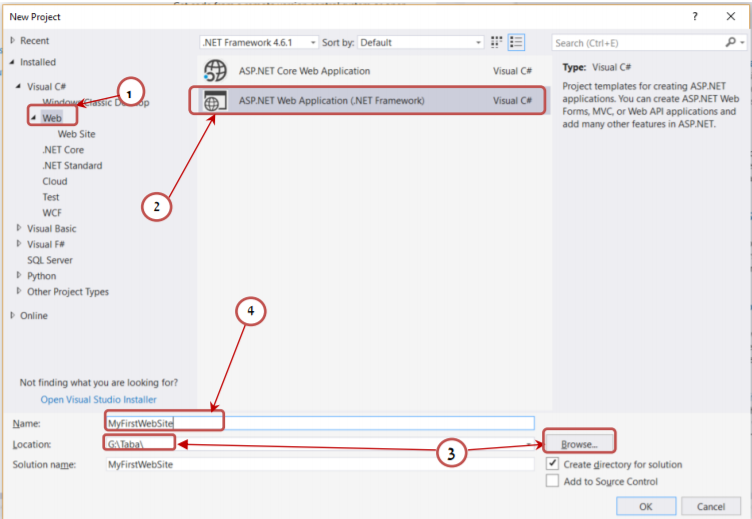 New Project
? ×
Recent
.NET Framework 4.6.1 Sort by: Default Search (Ctrl+E)
Installed
Visual C#
Windows Classic Desktop
Web
Web Site
.NET Core
.NET Standard
Cloud
Test
WCF
Visual Basic
Visual F#
SQL Server
Python
Other Project Types
Online
Not finding what you are looking for?
Open Visual Studio Installer
ASP.NET Core Web Application Visual C#
ASP.NET Web Application (.NET Framework) Visual C#
Type: Visual C#
Project templates for creating ASP.NET
applications. You can create ASP.NET Web
Forms, MVC, or Web API applications and
add many other features in ASP.NET.
1
2
4
3
Name: MyFirstWebSite
Location: G:\Taba\ Browse...
Solution name: MyFirstWebSite
Create directory for solution
Add to Source Control
OK Cancel